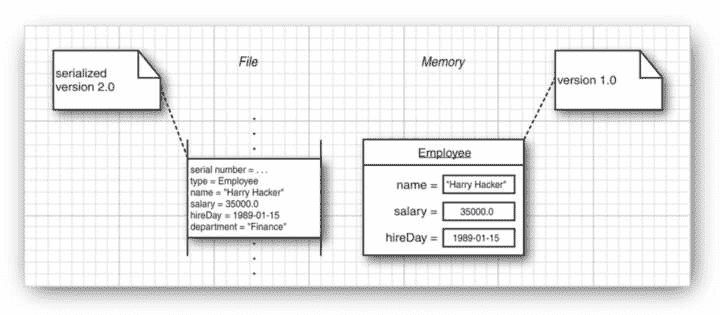 serialized
version 2.0
File
Memory
version 1.0
serial number = . . .
type = Employee
name = "Harry Hacker"
salary = 35000.0
hireDay = 1989-01-15
department = "Finance"
Employee
name = "Harry Hacker"
salary = 35000.0
hireDay = 1989-01-15